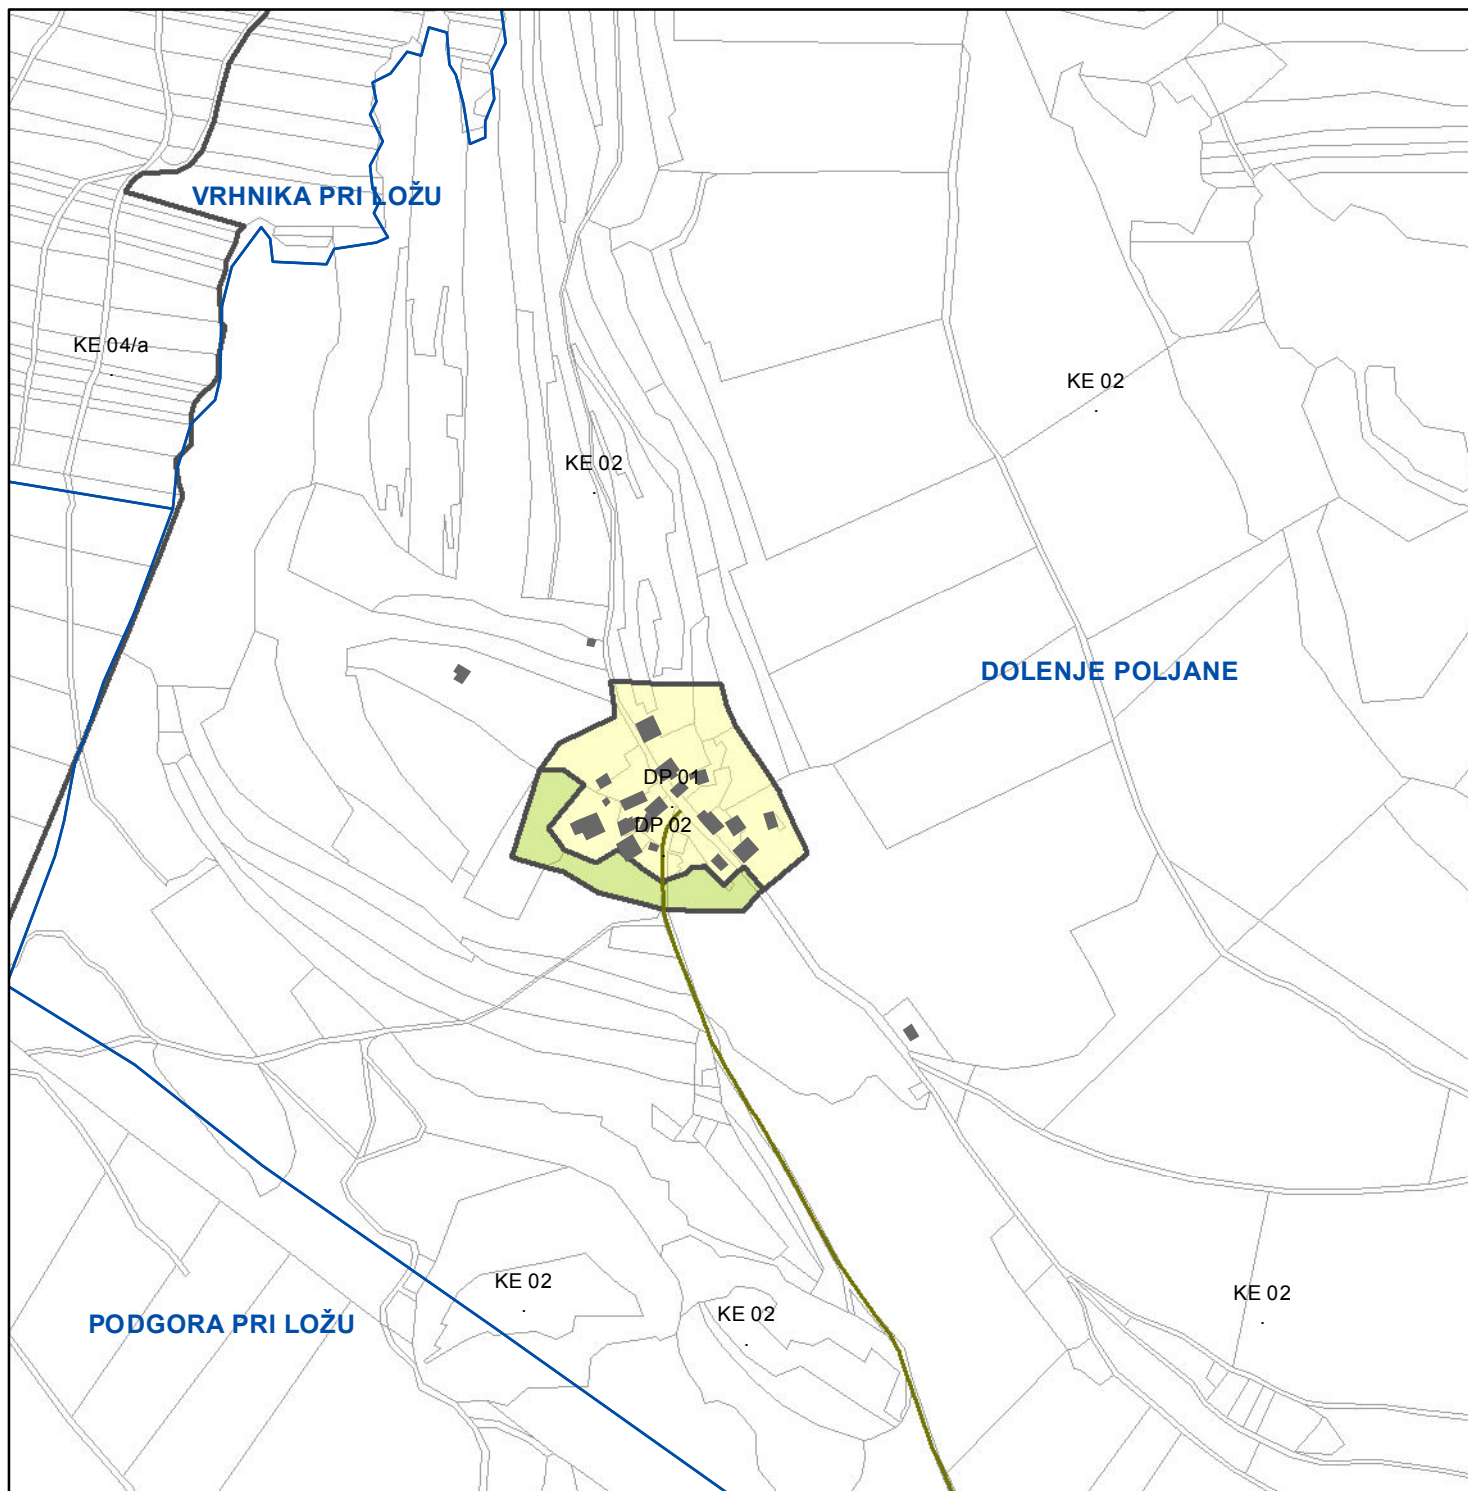 VRHNIKA PRI LOŽU
KE 04/a
KE 02
KE 02
DOLENJE POLJANE
DP 01
DP 02
KE 02
KE 02
KE 02
PODGORA PRI LOŽU